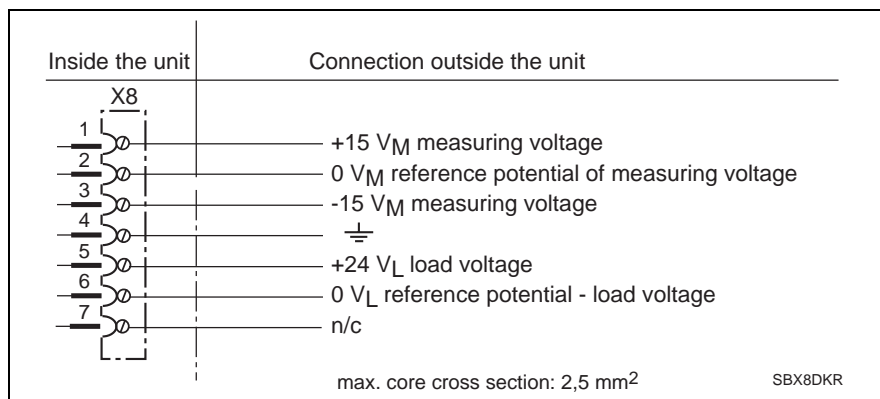 Inside the unit Connection outside the unit
X8
1 +15 VM measuring voltage
2 0 VM reference potential of measuring voltage
3 -15 VM measuring voltage
4
5 +24 VL load voltage
6 0 VL reference potential - load voltage
7 n/c
max. core cross section: 2,5 mm2 SBX8DKR